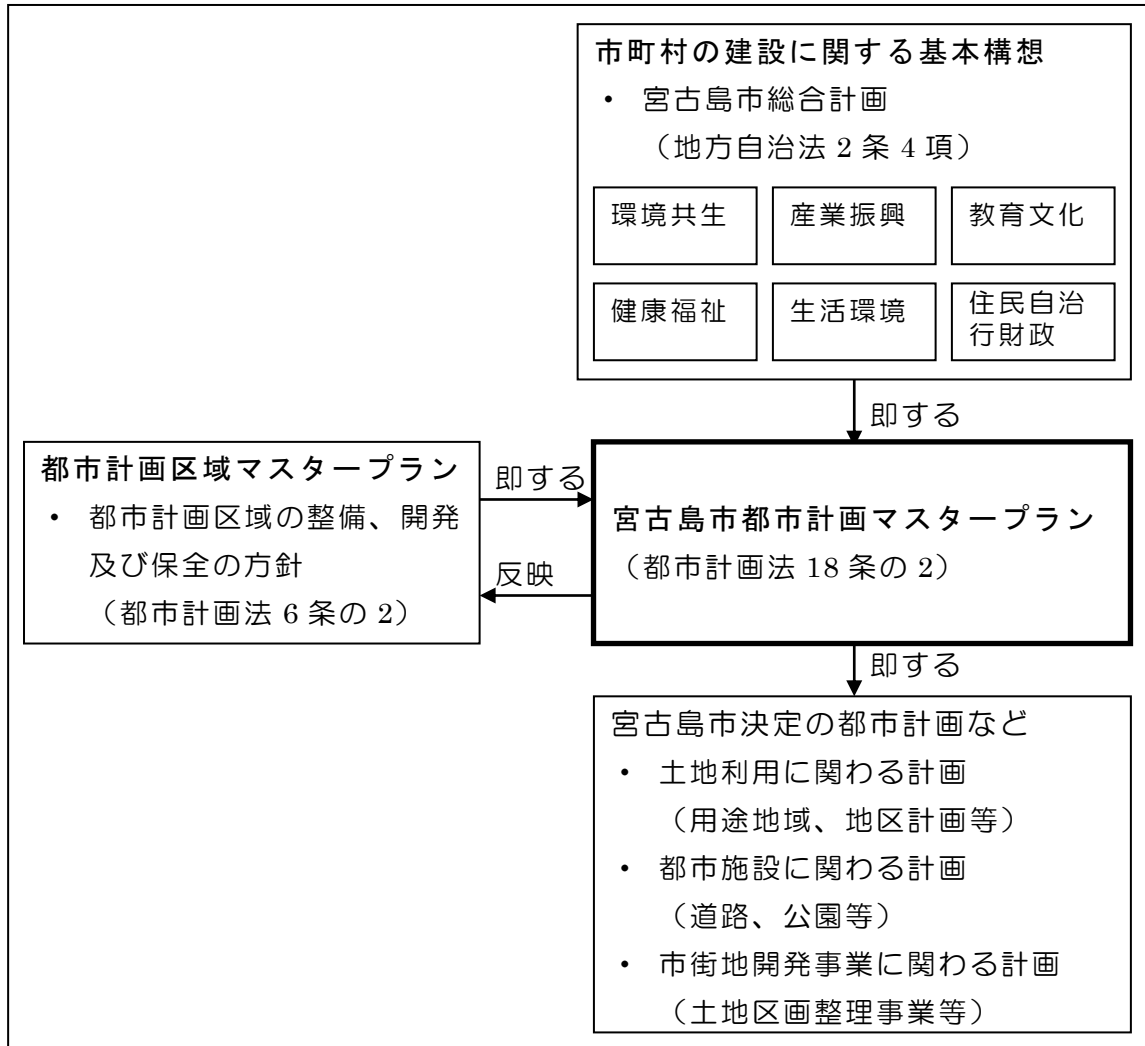 市町村の建設に関する基本構想
・ 宮古島市総合計画
（地方自治法 2 条 4 項）
環境共生
産業振興
教育文化
健康福祉
生活環境
住民自治
行財政
即する
都市計画区域マスタープラン
・ 都市計画区域の整備、開発
及び保全の方針
（都市計画法 6 条の 2）
即する
反映
宮古島市都市計画マスタープラン
（都市計画法 18 条の 2）
即する
宮古島市決定の都市計画など
・ 土地利用に関わる計画
（用途地域、地区計画等）
・ 都市施設に関わる計画
（道路、公園等）
・ 市街地開発事業に関わる計画
（土地区画整理事業等）